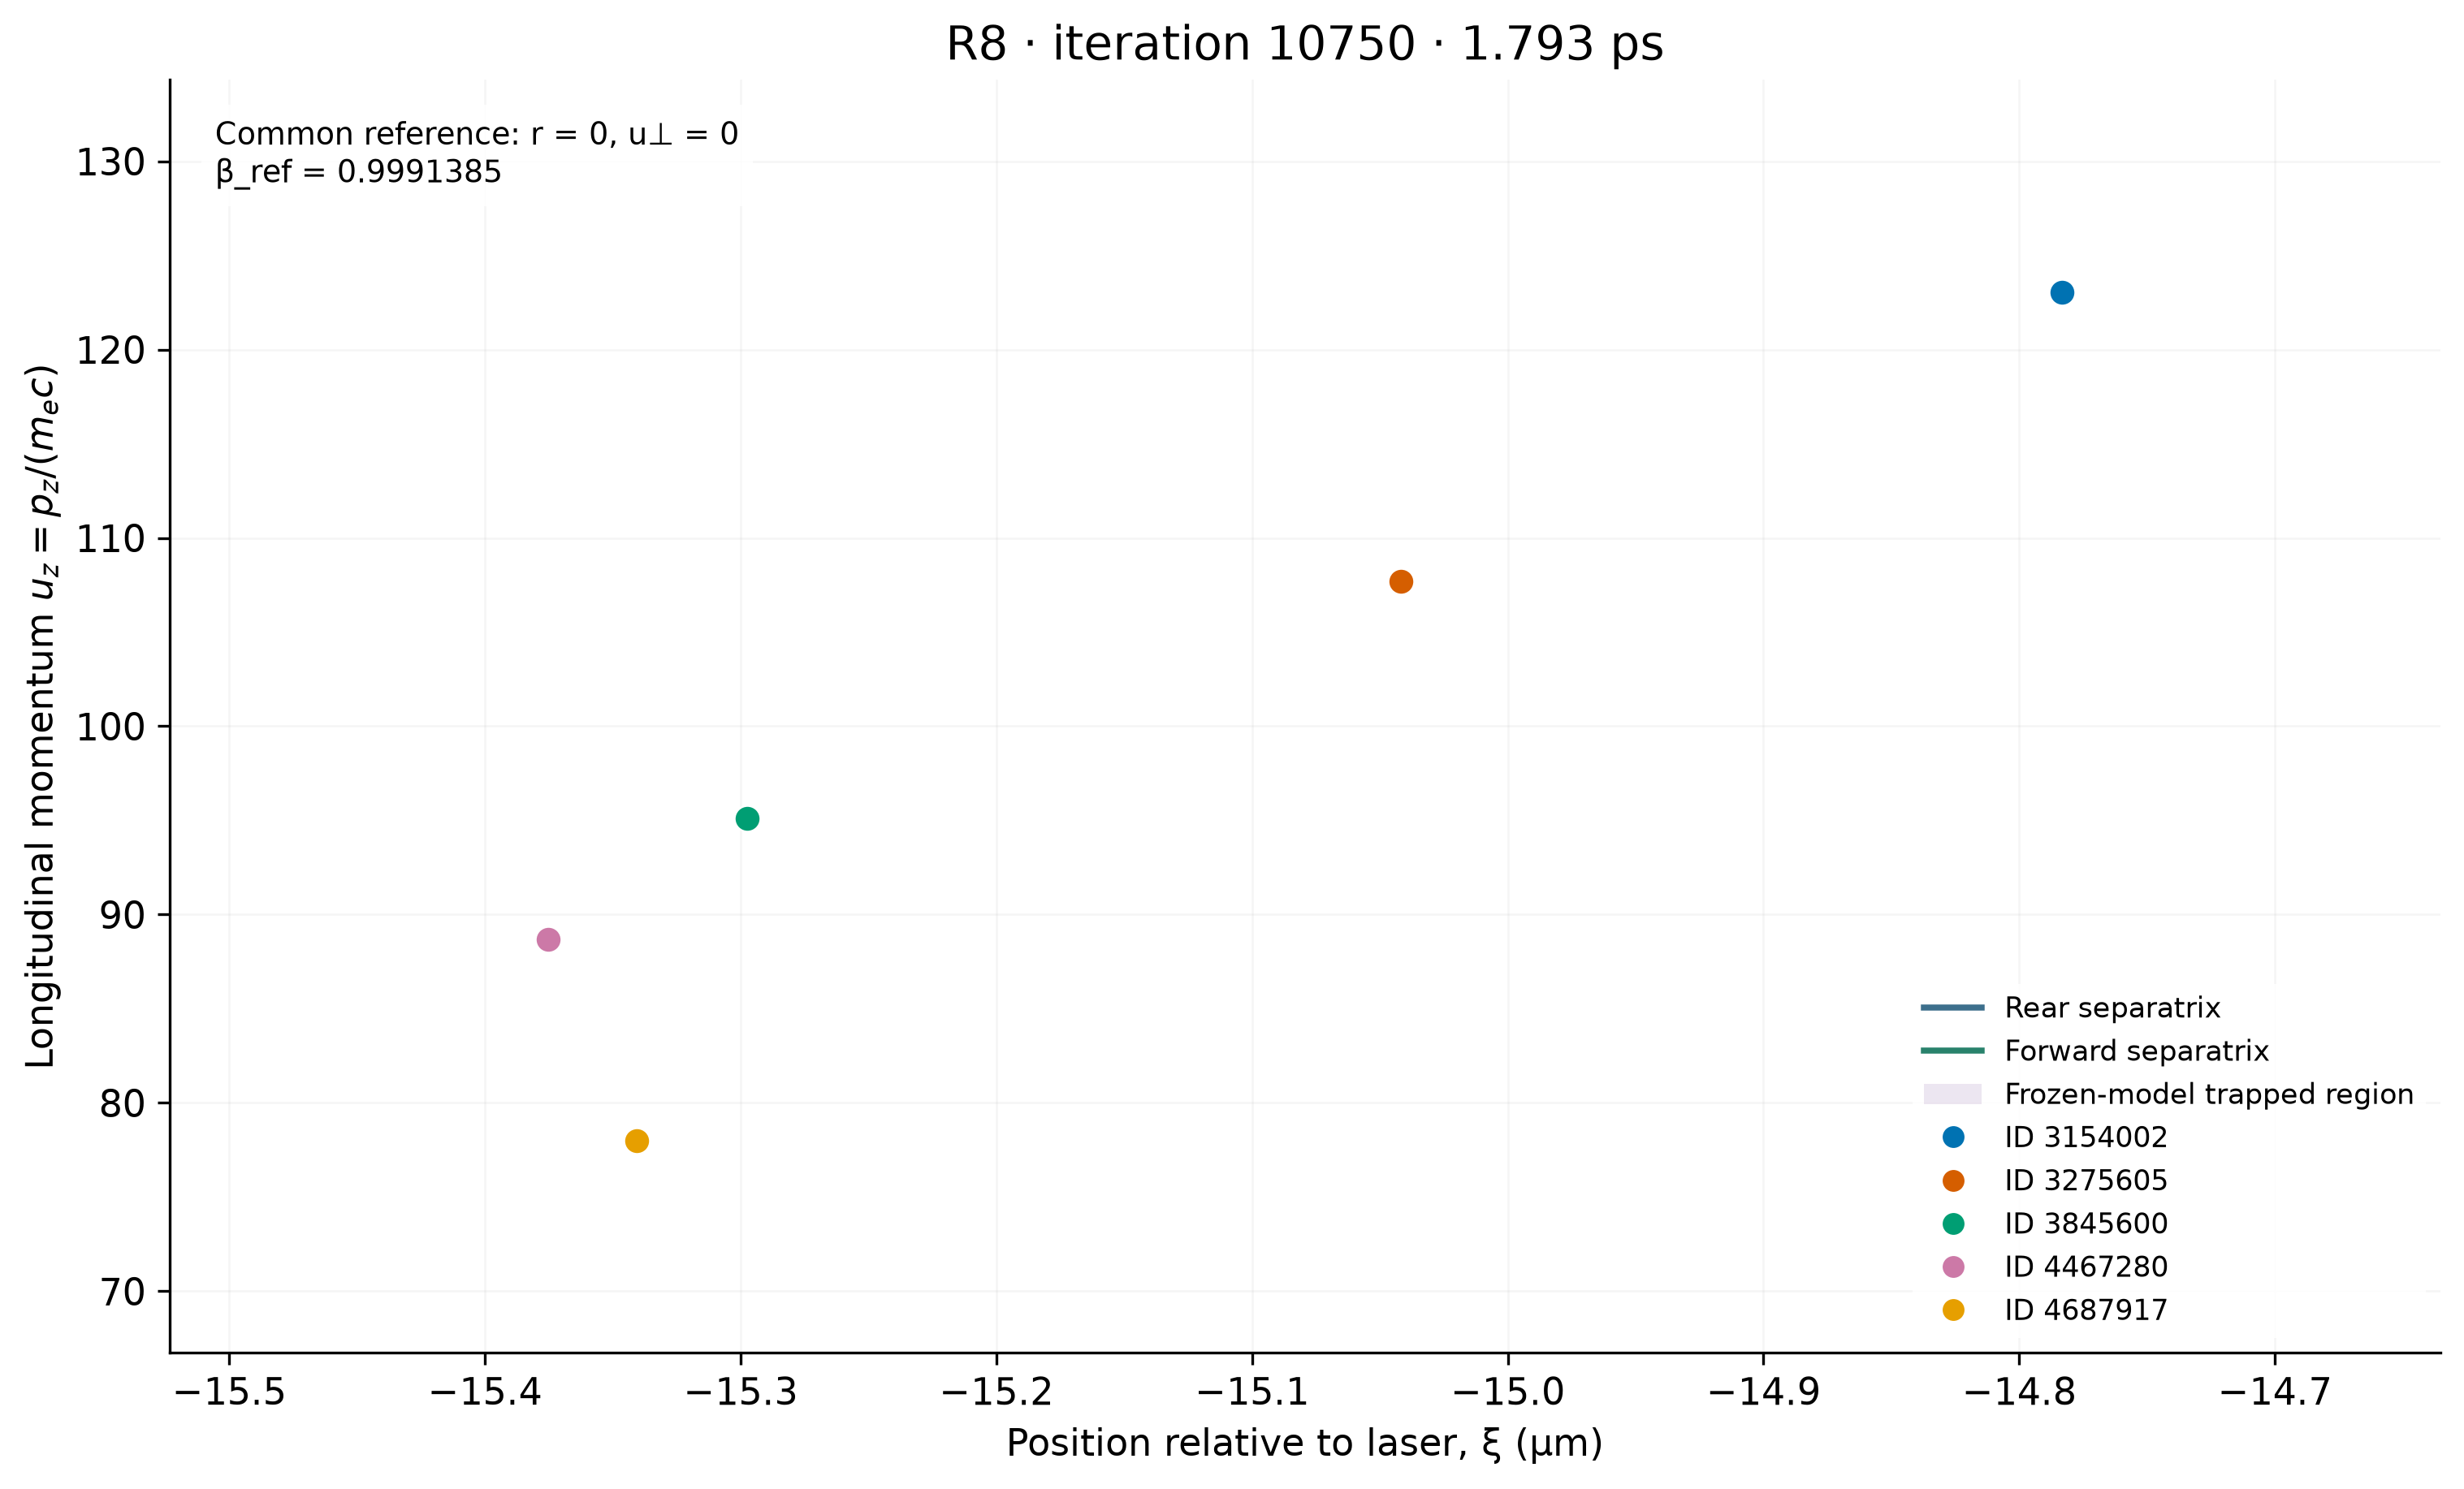 R8 · iteration 10750 · 1.793 ps
Common reference: r = 0, u⊥ = 0
β_ref = 0.9991385
130
120
110
100
90
80
70
Longitudinal momentum u_z = p_z/(m_e c)
Rear separatrix
Forward separatrix
Frozen-model trapped region
ID 3154002
ID 3275605
ID 3845600
ID 4467280
ID 4687917
−15.5 −15.4 −15.3 −15.2 −15.1 −15.0 −14.9 −14.8 −14.7
Position relative to laser, ξ (μm)